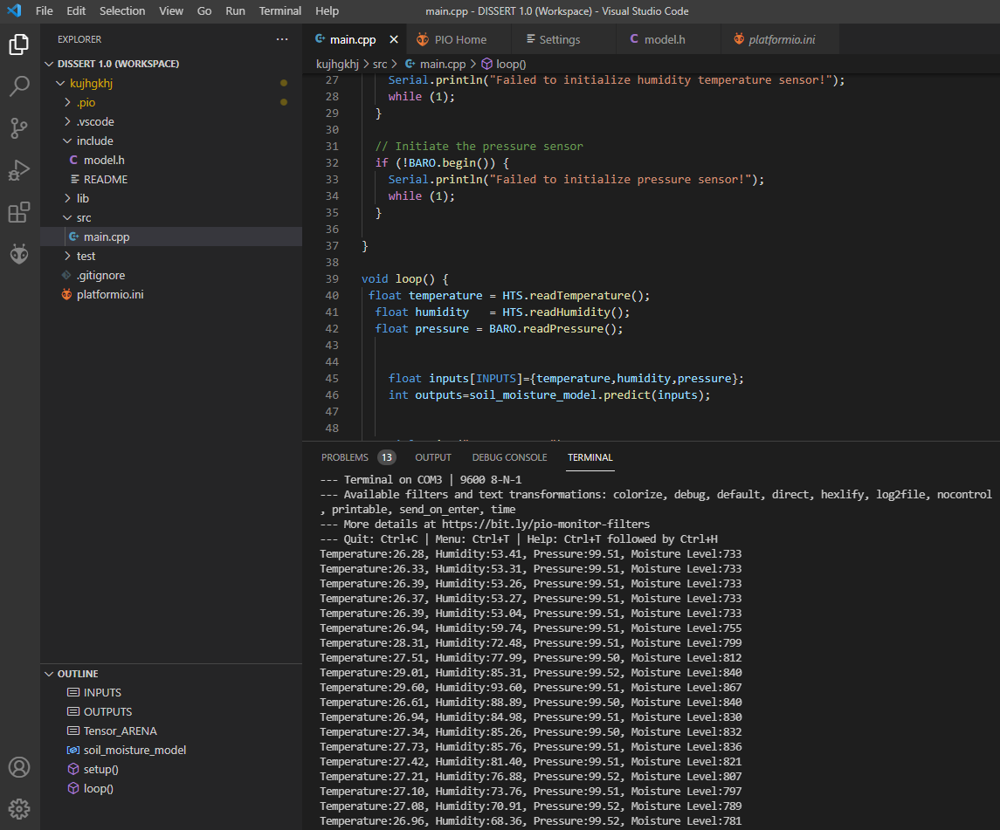 File Edit Selection View Go Run Terminal Help main.cpp - DISSERT 1.0 (Workspace) - Visual Studio Code
EXPLORER
DISSERT 1.0 (WORKSPACE)
kujhgkhj
.pio
.vscode
include
C model.h
README
lib
src
main.cpp
test
.gitignore
platformio.ini
OUTLINE
INPUTS
OUTPUTS
Tensor_ARENA
soil_moisture_model
setup()
loop()
main.cpp PIO Home Settings C model.h platformio.ini
kujhgkhj > src > main.cpp > loop()
27 Serial.println("Failed to initialize humidity temperature sensor!");
28 while (1);
29 }
30
31 // Initiate the pressure sensor
32 if (!BARO.begin()) {
33 Serial.println("Failed to initialize pressure sensor!");
34 while (1);
35 }
36
37 }
38
39 void loop() {
40 float temperature = HTS.readTemperature();
41 float humidity = HTS.readHumidity();
42 float pressure = BARO.readPressure();
43
44
45 float inputs[INPUTS]={temperature,humidity,pressure};
46 int outputs=soil_moisture_model.predict(inputs);
47
48
PROBLEMS 13 OUTPUT DEBUG CONSOLE TERMINAL
--- Terminal on COM3 | 9600 8-N-1
--- Available filters and text transformations: colorize, debug, default, direct, hexlify, log2file, nocontrol
, printable, send_on_enter, time
--- More details at https://bit.ly/pio-monitor-filters
--- Quit: Ctrl+C | Menu: Ctrl+T | Help: Ctrl+T followed by Ctrl+H
Temperature:26.28, Humidity:53.41, Pressure:99.51, Moisture Level:733
Temperature:26.33, Humidity:53.31, Pressure:99.51, Moisture Level:733
Temperature:26.39, Humidity:53.26, Pressure:99.51, Moisture Level:733
Temperature:26.37, Humidity:53.27, Pressure:99.51, Moisture Level:733
Temperature:26.39, Humidity:53.04, Pressure:99.51, Moisture Level:733
Temperature:26.94, Humidity:59.74, Pressure:99.51, Moisture Level:755
Temperature:28.31, Humidity:72.48, Pressure:99.51, Moisture Level:799
Temperature:27.51, Humidity:77.99, Pressure:99.50, Moisture Level:812
Temperature:29.01, Humidity:85.31, Pressure:99.52, Moisture Level:840
Temperature:29.60, Humidity:93.60, Pressure:99.51, Moisture Level:867
Temperature:26.61, Humidity:88.89, Pressure:99.50, Moisture Level:840
Temperature:26.94, Humidity:84.98, Pressure:99.51, Moisture Level:830
Temperature:27.34, Humidity:85.26, Pressure:99.50, Moisture Level:832
Temperature:27.73, Humidity:85.76, Pressure:99.51, Moisture Level:836
Temperature:27.42, Humidity:81.40, Pressure:99.51, Moisture Level:821
Temperature:27.21, Humidity:76.88, Pressure:99.52, Moisture Level:807
Temperature:27.10, Humidity:73.76, Pressure:99.51, Moisture Level:797
Temperature:27.08, Humidity:70.91, Pressure:99.52, Moisture Level:789
Temperature:26.96, Humidity:68.36, Pressure:99.52, Moisture Level:781